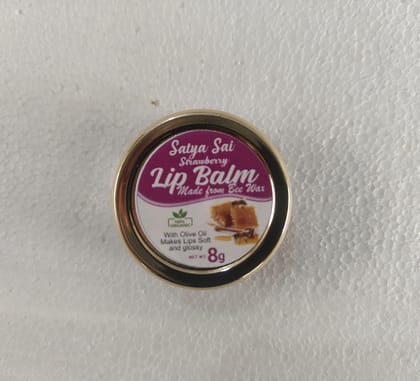 Satya Sai
Strawberry
Lip Balm
Made from Bee Wax
100%
ORGANIC
With Olive Oil
Makes Lips Soft
and glossy
NET WT. 8g